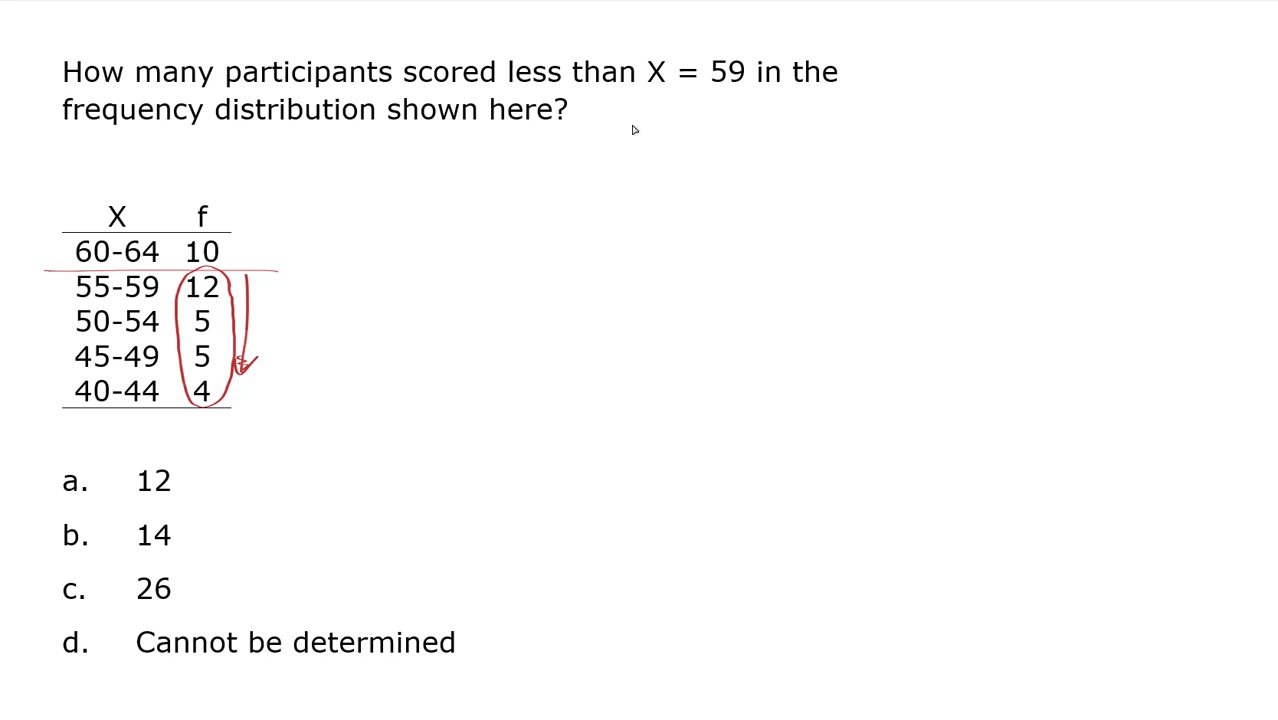 How many participants scored less than X = 59 in the
frequency distribution shown here?
X f
60-64 10
55-59 12
50-54 5
45-49 5
40-44 4
a. 12
b. 14
c. 26
d. Cannot be determined